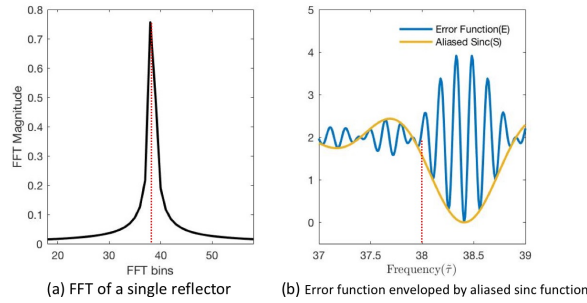 (a)
(b)
0.8
0.7
0.6
0.5
0.4
0.3
0.2
0.1
0
FFT Magnitude
20 30 40 50
FFT bins
Error Function(E)
Aliased Sinc(S)
5
4
3
2
1
0
37 37.5 38 38.5 39
Frequency(τ̃)
(a) FFT of a single reflector
(b) Error function enveloped by aliased sinc function